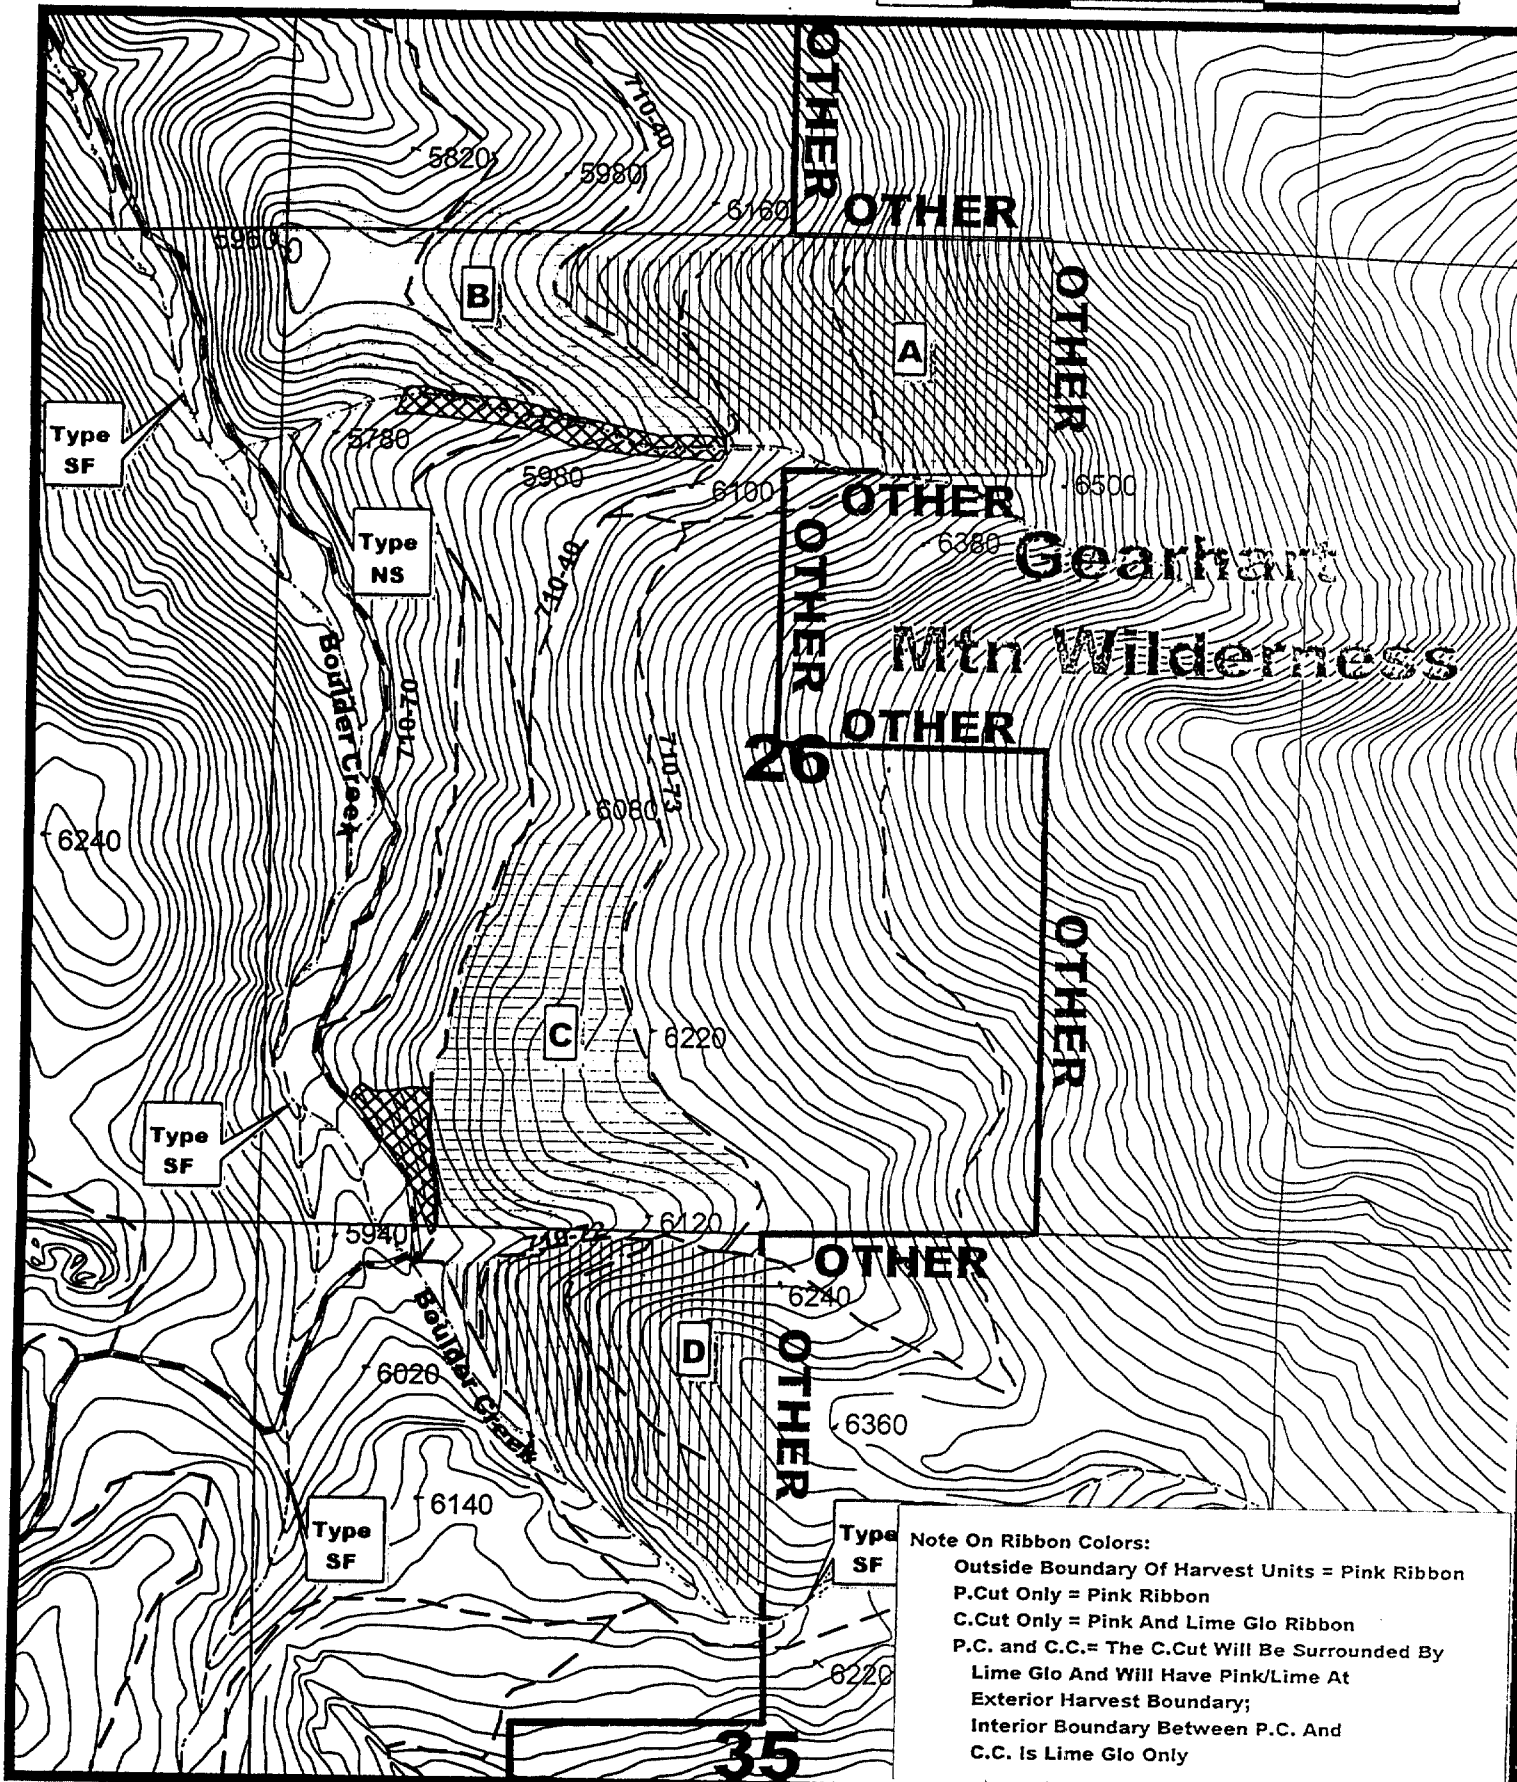 OTHER
710-40
5820
5980
6160
OTHER
5960
B
A
OTHER
Type
SF
5780
5980
6100
OTHER
6500
OTHER
6380
Gearhart
Type
NS
710-40
Mtn Wilderness
Boulder Creek
710-70
OTHER
26
710-73
6080
6240
OTHER
C
6220
Type
SF
5940
6120
OTHER
6240
Boulder Creek
D
OTHER
6020
6360
6140
Type
SF
Type
SF
6220
35
Note On Ribbon Colors:
Outside Boundary Of Harvest Units = Pink Ribbon
P.Cut Only = Pink Ribbon
C.Cut Only = Pink And Lime Glo Ribbon
P.C. and C.C.= The C.Cut Will Be Surrounded By
Lime Glo And Will Have Pink/Lime At
Exterior Harvest Boundary;
Interior Boundary Between P.C. And
C.C. Is Lime Glo Only